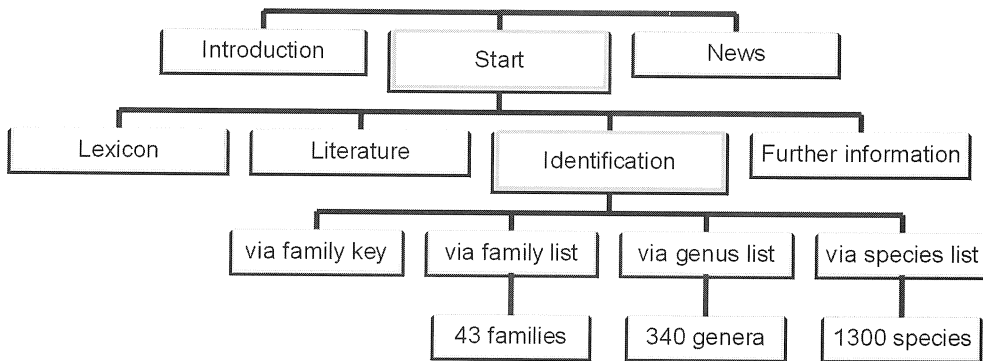 Introduction
Start
News
Lexicon
Literature
Identification
Further information
via family key
via family list
via genus list
via species list
43 families
340 genera
1300 species